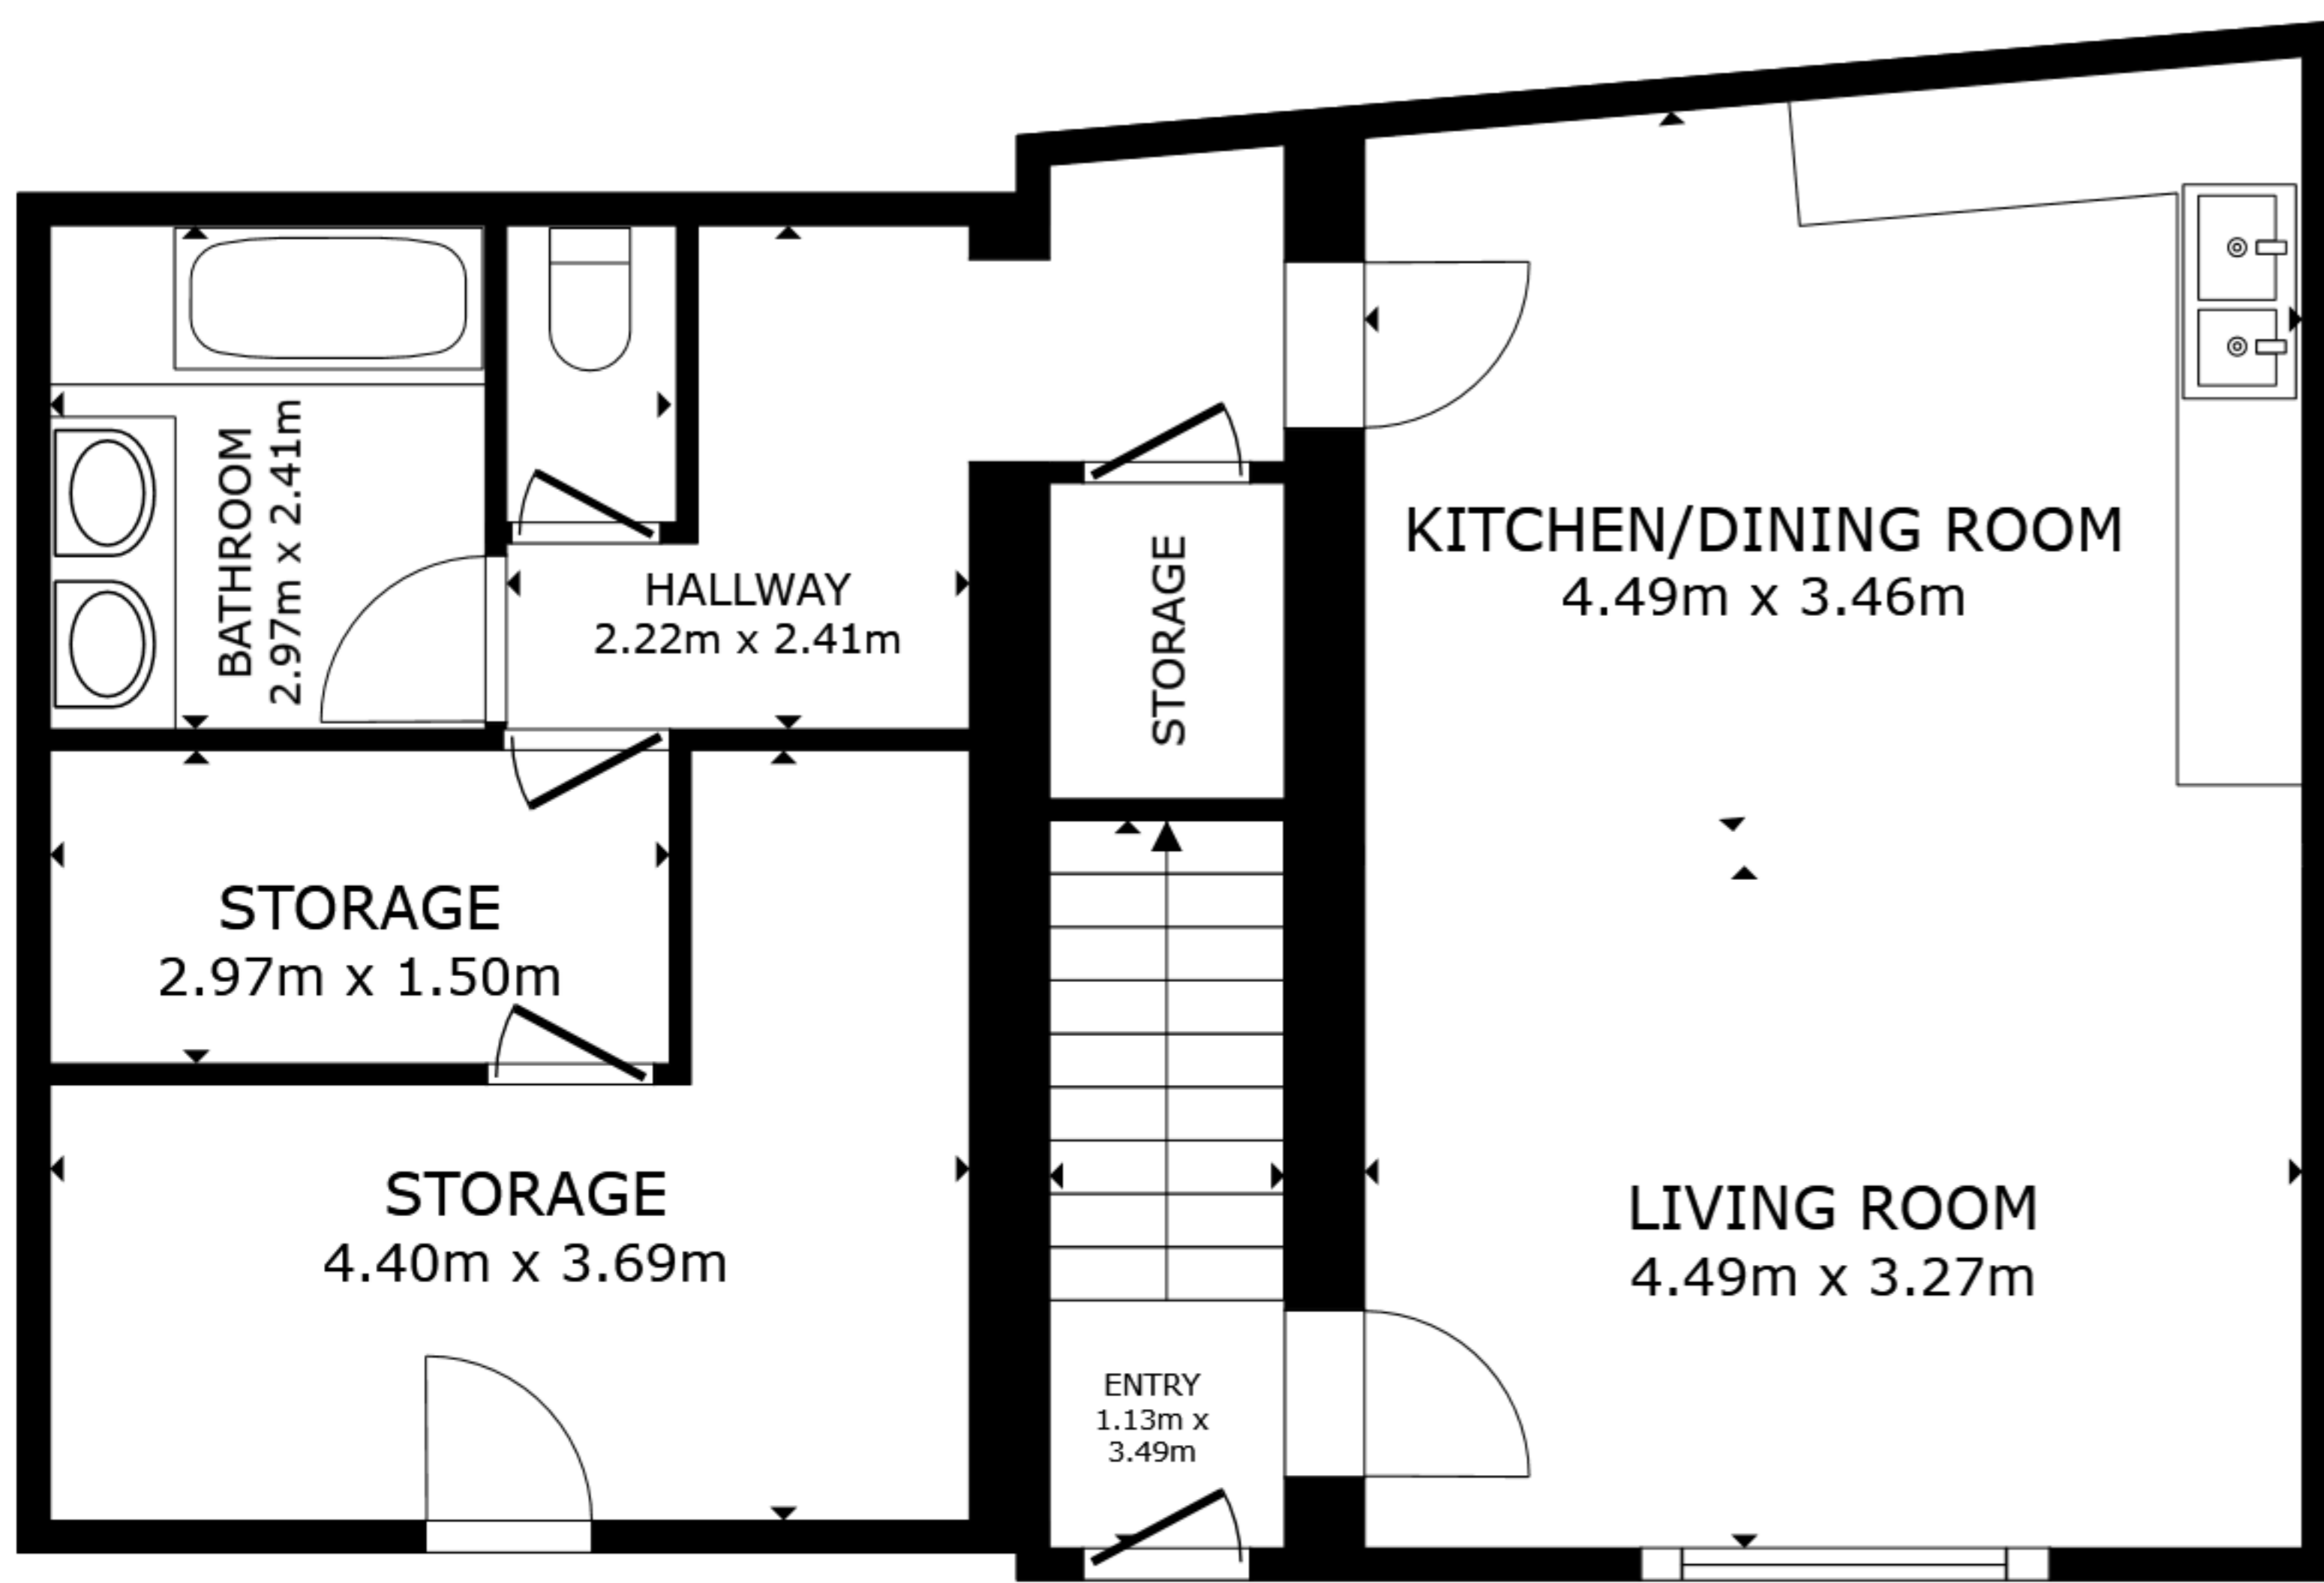 BATHROOM
2.97m x 2.41m
HALLWAY
2.22m x 2.41m
STORAGE
KITCHEN/DINING ROOM
4.49m x 3.46m
STORAGE
2.97m x 1.50m
STORAGE
4.40m x 3.69m
LIVING ROOM
4.49m x 3.27m
ENTRY
1.13m x
3.49m